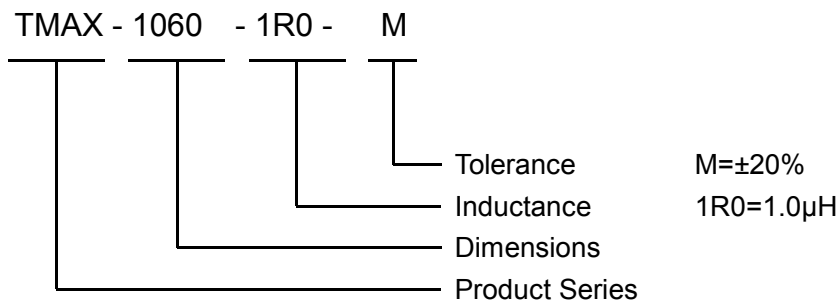 TMAX - 1060 - 1R0 - M
Tolerance M=±20%
Inductance 1R0=1.0µH
Dimensions
Product Series